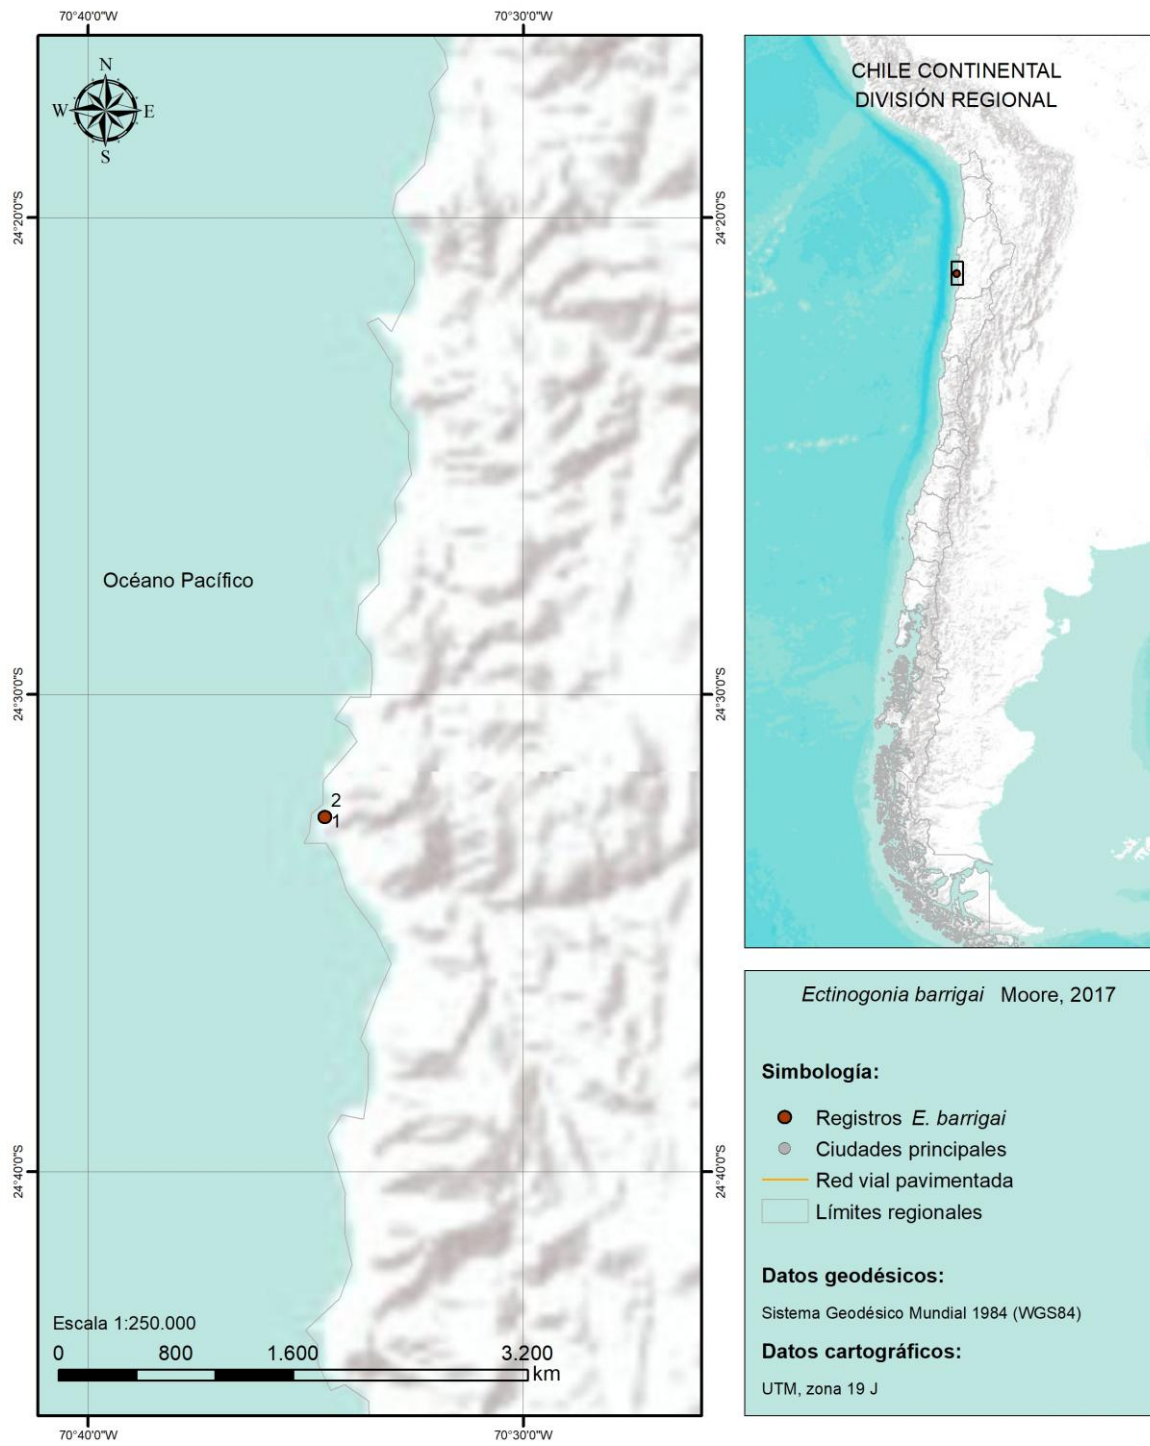 70°40'0"W
70°30'0"W
N
W
E
S
24°20'0"S
24°20'0"S
24°30'0"S
24°30'0"S
24°40'0"S
24°40'0"S
Océano Pacífico
2
1
Escala 1:250.000
0
800
1.600
3.200
km
70°40'0"W
70°30'0"W
CHILE CONTINENTAL
DIVISIÓN REGIONAL
Ectinogonia barrigai Moore, 2017
Simbología:
Registros E. barrigai
Ciudades principales
Red vial pavimentada
Límites regionales
Datos geodésicos:
Sistema Geodésico Mundial 1984 (WGS84)
Datos cartográficos:
UTM, zona 19 J